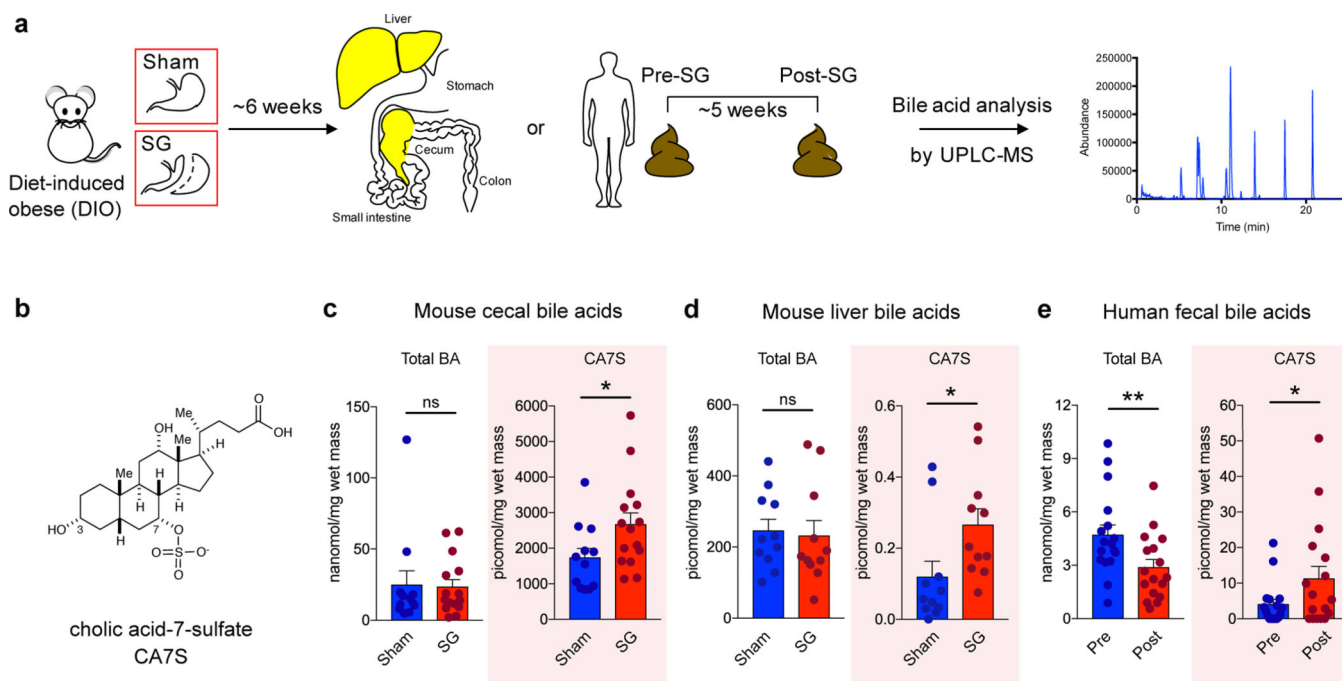 a
Sham
SG
Diet-induced
obese (DIO)
~6 weeks
Liver
Stomach
Cecum
Colon
Small intestine
or
Pre-SG
Post-SG
~5 weeks
Bile acid analysis
by UPLC-MS
Abundance
250000
200000
150000
100000
50000
0
0
10
20
Time (min)
b
Me
O
OH
OH
Me
H
Me
H
H
H
HO
3
7
H
O
O
S
O-
O
cholic acid-7-sulfate
CA7S
c
Mouse cecal bile acids
Total BA
nanomol/mg wet mass
150
100
50
0
ns
Sham
SG
CA7S
picomol/mg wet mass
6000
5000
4000
3000
2000
1000
0
*
Sham
SG
d
Mouse liver bile acids
Total BA
picomol/mg wet mass
600
400
200
0
ns
Sham
SG
CA7S
picomol/mg wet mass
0.6
0.4
0.2
0.0
*
Sham
SG
e
Human fecal bile acids
Total BA
nanomol/mg wet mass
12
9
6
3
0
**
Pre
Post
CA7S
picomol/mg wet mass
60
50
40
30
20
10
0
*
Pre
Post